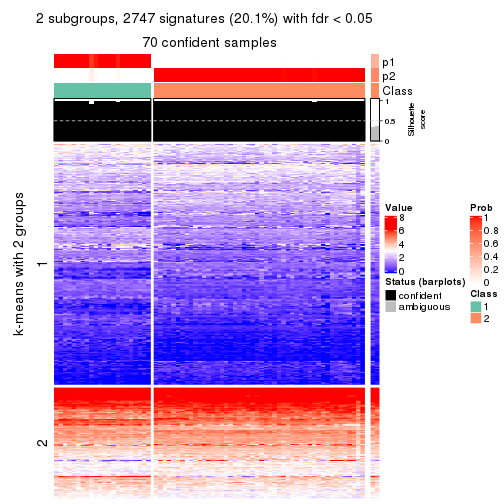 2 subgroups, 2747 signatures (20.1%) with fdr < 0.05
70 confident samples
p1
p2
Class
1
0.5
0
Silhouette
score
k-means with 2 groups
1
2
Value
8
6
4
2
0
Prob
1
0.8
0.6
0.4
0.2
0
Status (barplots)
confident
ambiguous
Class
1
2